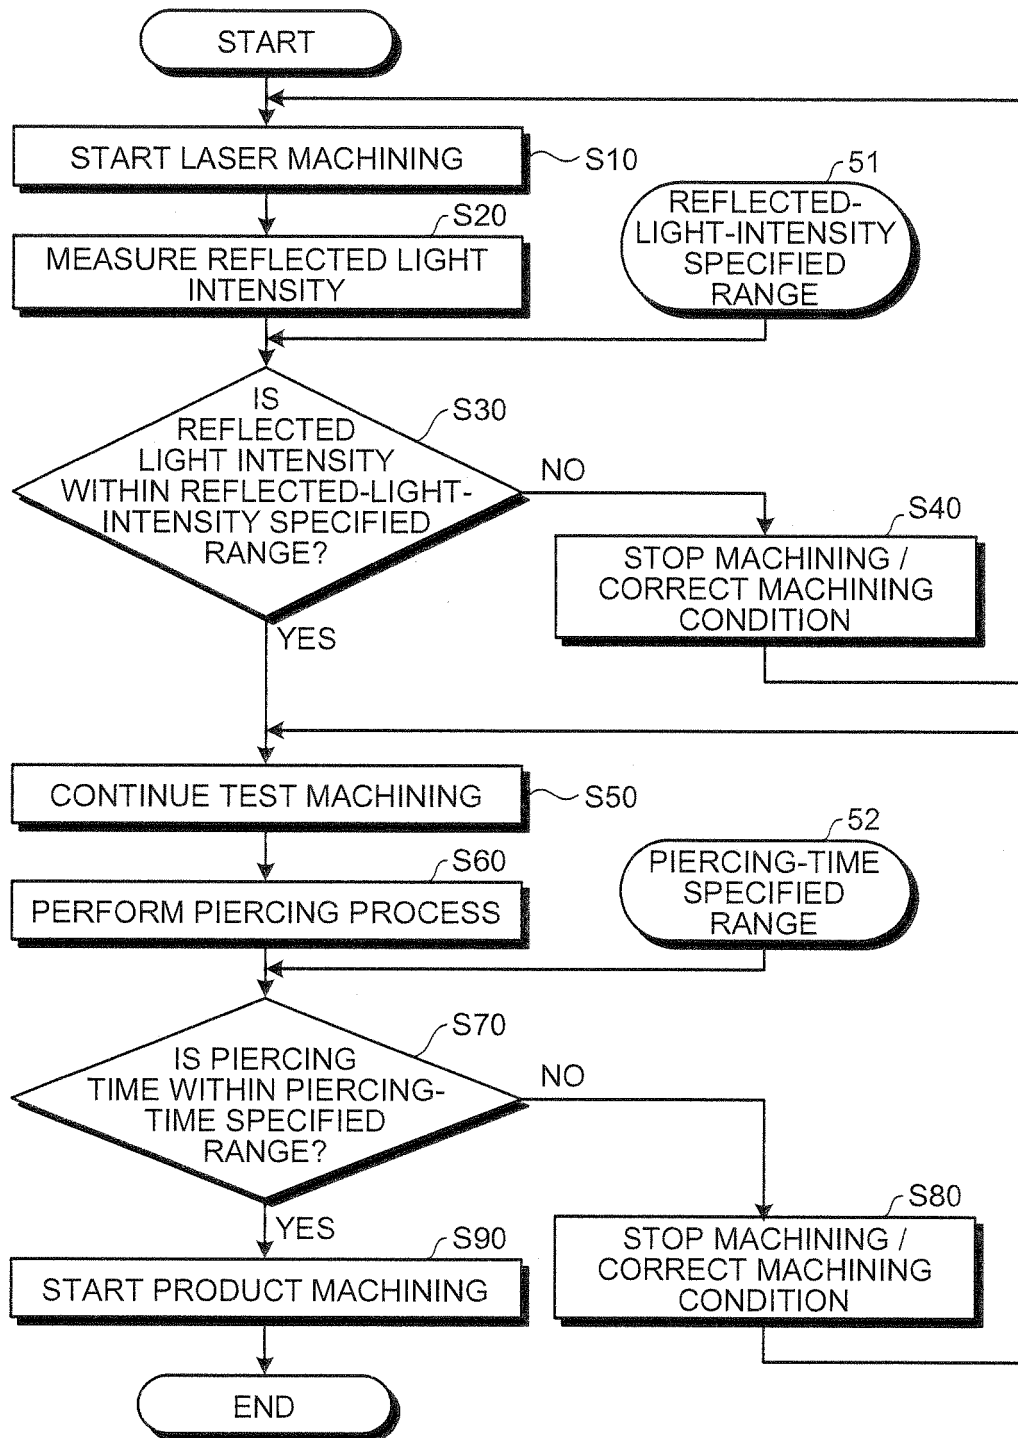 START
START LASER MACHINING
S10
51
REFLECTED-
LIGHT-INTENSITY
SPECIFIED
RANGE
S20
MEASURE REFLECTED LIGHT
INTENSITY
IS
REFLECTED
LIGHT INTENSITY
WITHIN REFLECTED-LIGHT-
INTENSITY SPECIFIED
RANGE?
S30
NO
YES
S40
STOP MACHINING /
CORRECT MACHINING
CONDITION
CONTINUE TEST MACHINING
S50
52
PIERCING-TIME
SPECIFIED
RANGE
S60
PERFORM PIERCING PROCESS
S70
IS PIERCING
TIME WITHIN PIERCING-
TIME SPECIFIED
RANGE?
NO
YES
S80
STOP MACHINING /
CORRECT MACHINING
CONDITION
S90
START PRODUCT MACHINING
END